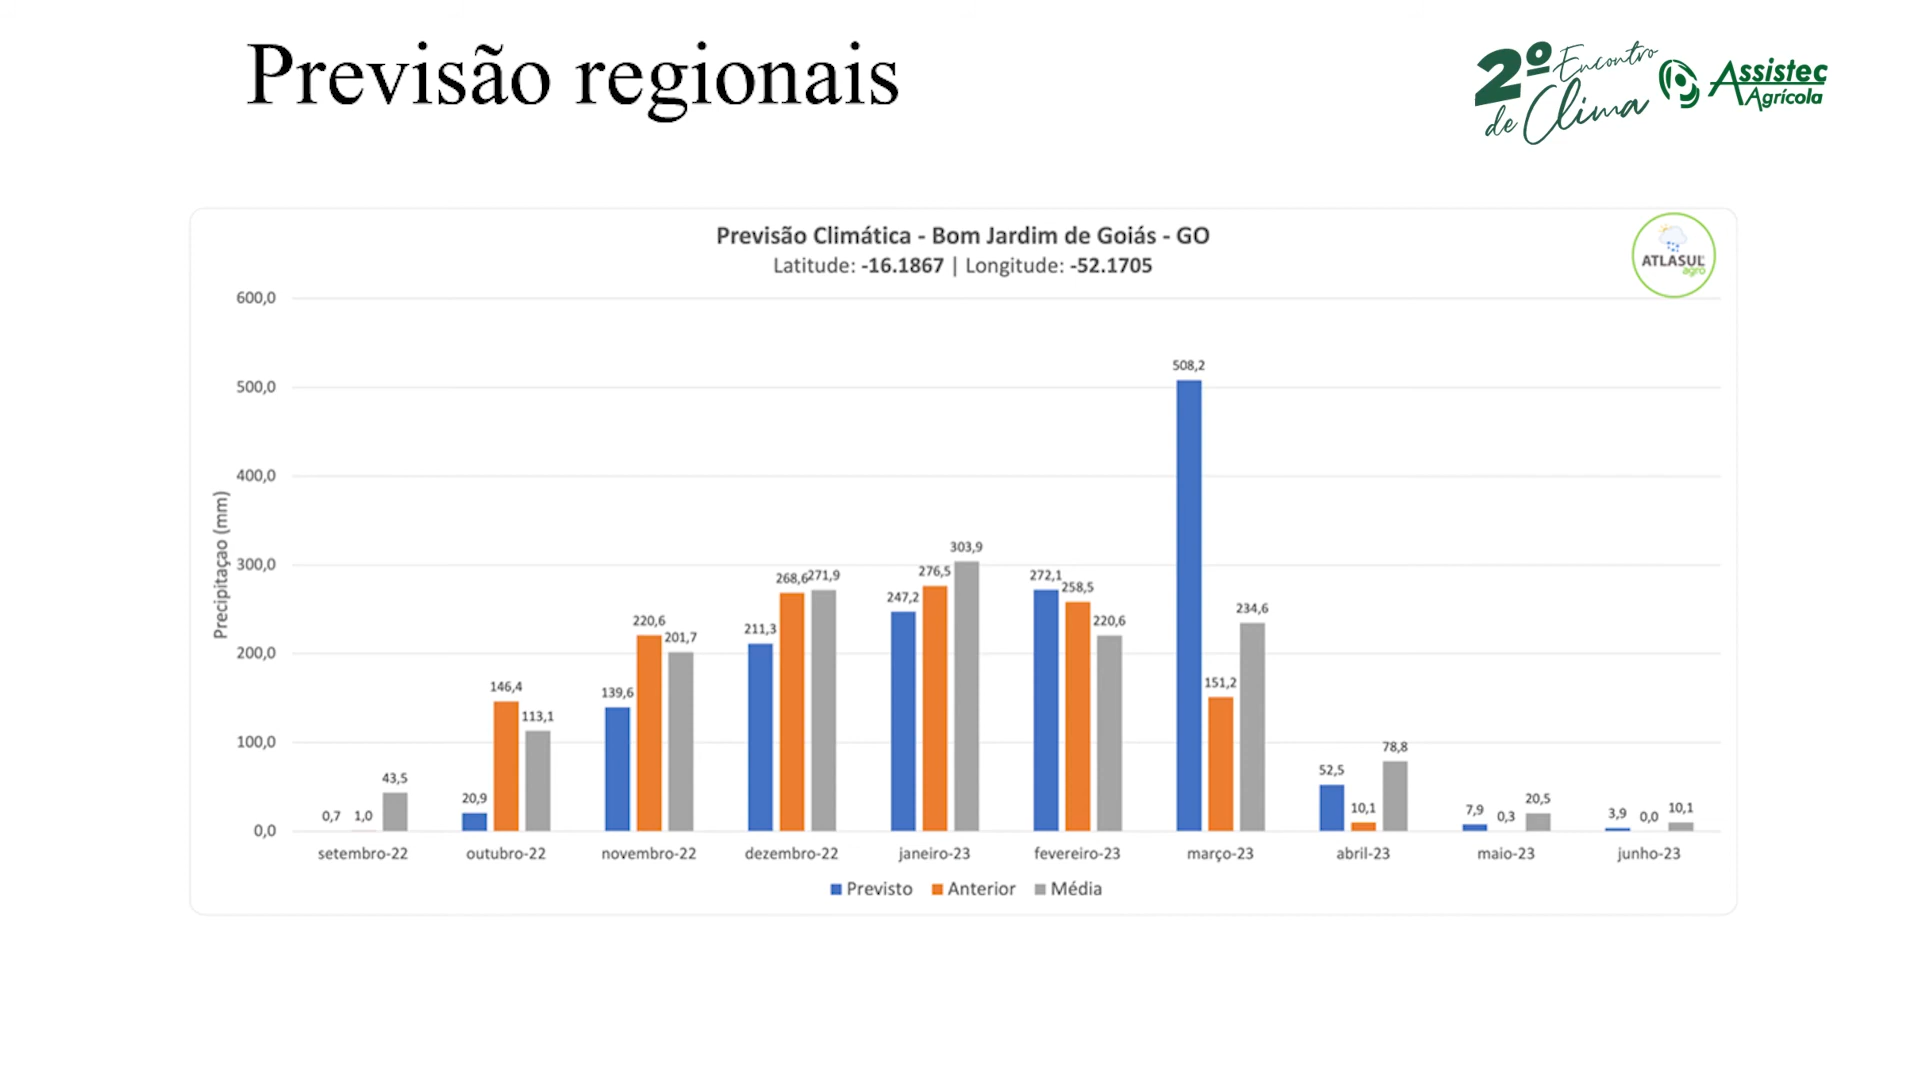 Previsão regionais
2º Encontro
de Clima
Assistec
Agrícola
Previsão Climática - Bom Jardim de Goiás - GO
Latitude: -16.1867 | Longitude: -52.1705
ATLASUL
agro
Precipitaçao (mm)
600,0
500,0
400,0
300,0
200,0
100,0
0,0
0,7 1,0 43,5
20,9 146,4 113,1
139,6 220,6 201,7
211,3 268,6 271,9
247,2 276,5 303,9
272,1 258,5 220,6
508,2 151,2 234,6
52,5 10,1 78,8
7,9 0,3 20,5
3,9 0,0 10,1
setembro-22 outubro-22 novembro-22 dezembro-22 janeiro-23 fevereiro-23 março-23 abril-23 maio-23 junho-23
Previsto Anterior Média